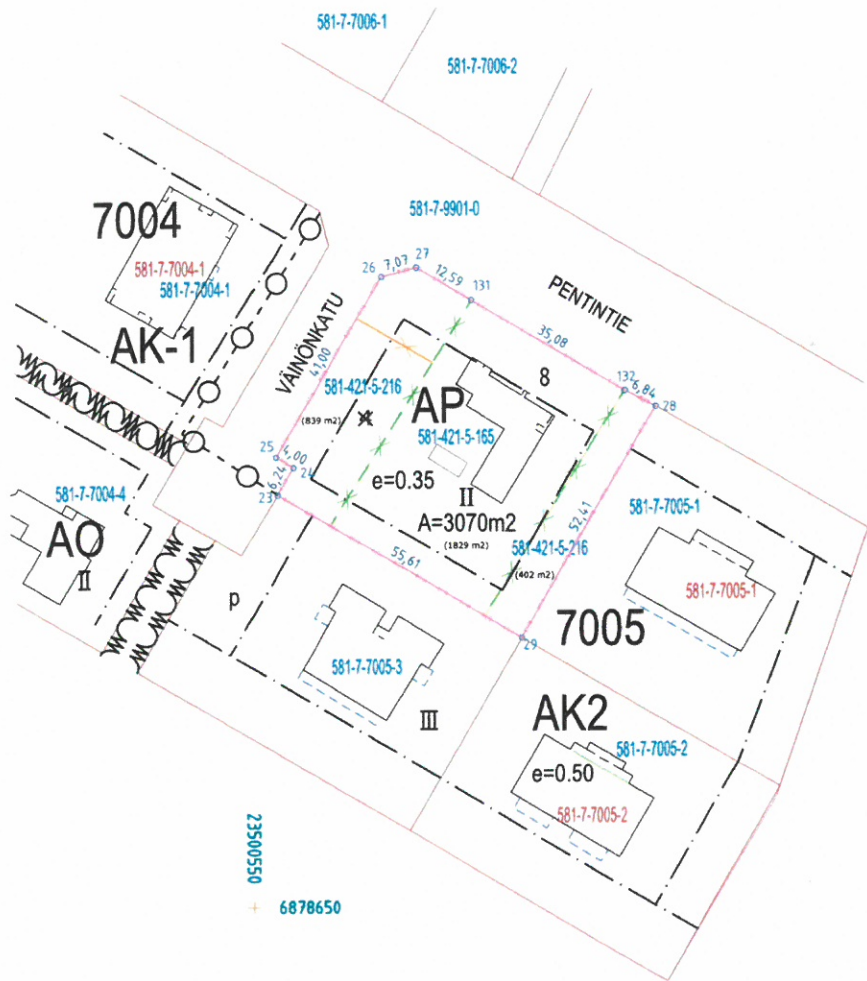 581-7-7006-1
581-7-7006-2
581-7-9901-0
7004
581-7-7004-1
581-7-7004-1
AK-1
VÄINÖNKATU
PENTINTIE
26
7,07
27
12,59
131
35,08
132
6,84
28
41,00
8
581-421-5-216
(839 m2)
AP
581-421-5-165
e=0.35
II
A=3070m2
(1829 m2)
25
4,00
24
6,24
23
55,61
52,41
581-421-5-216
(402 m2)
29
581-7-7004-4
AO
II
p
581-7-7005-1
581-7-7005-1
7005
581-7-7005-3
III
AK2
581-7-7005-2
e=0.50
581-7-7005-2
23500550
6878650